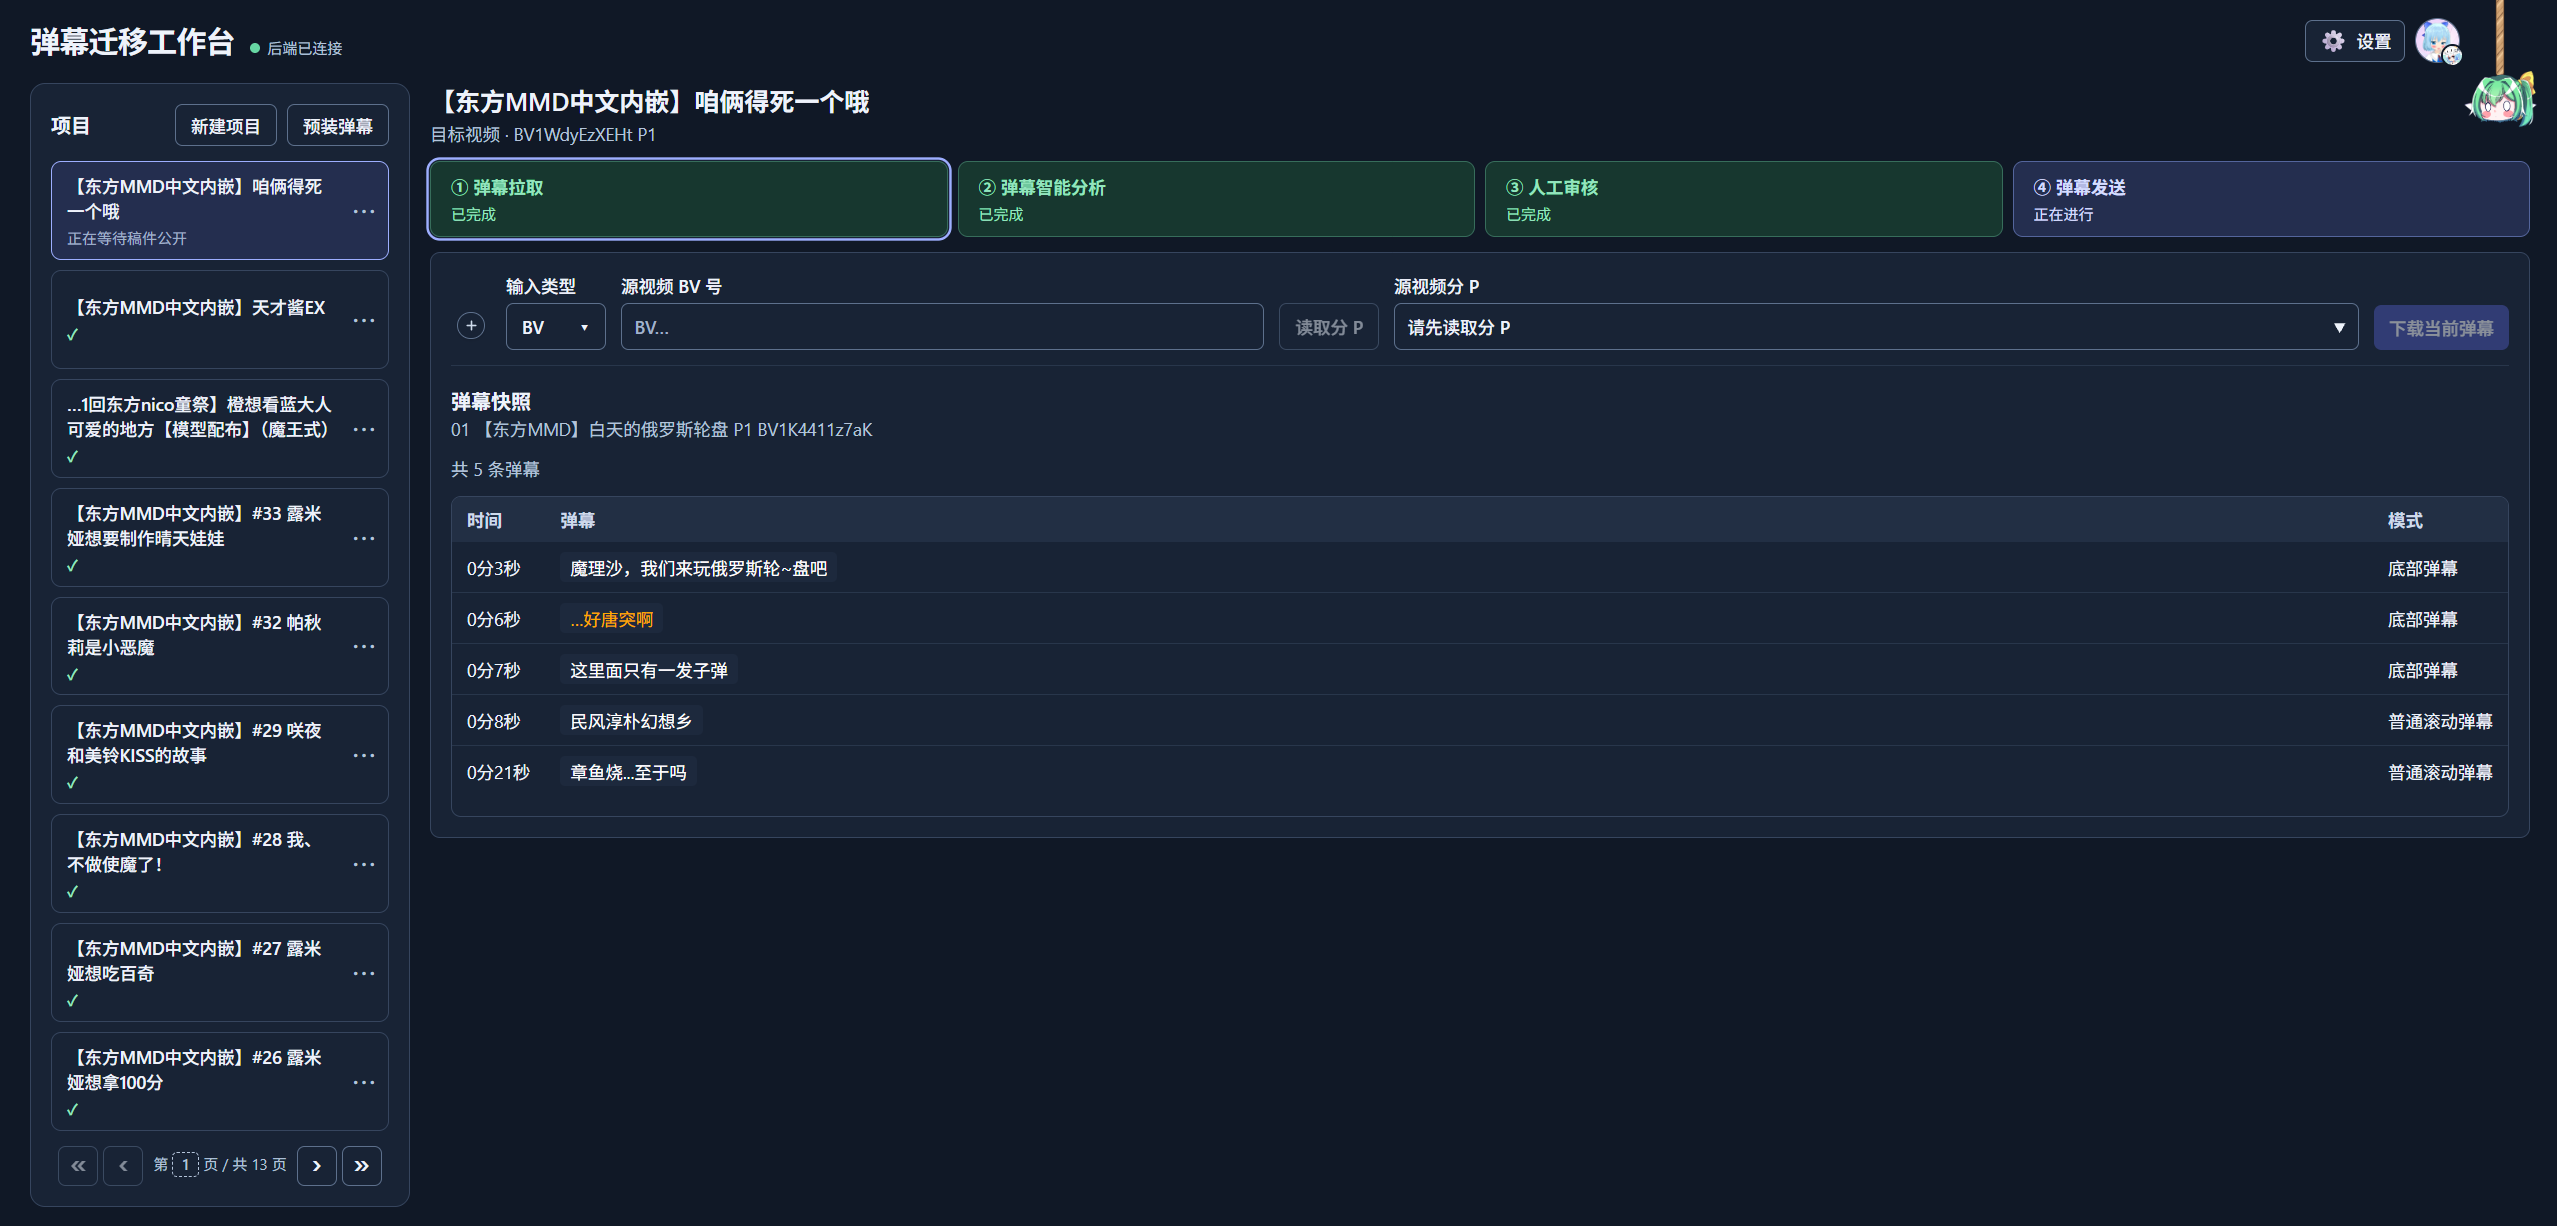 弹幕迁移工作台
后端已连接
设置
项目
新建项目
预装弹幕
【东方MMD中文内嵌】咱俩得死
一个哦
正在等待稿件公开
【东方MMD中文内嵌】天才酱EX
✓
...1回东方nico童祭】橙想看蓝大人
可爱的地方【模型配布】（魔王式）
✓
【东方MMD中文内嵌】#33 露米
娅想要制作晴天娃娃
✓
【东方MMD中文内嵌】#32 帕秋
莉是小恶魔
✓
【东方MMD中文内嵌】#29 咲夜
和美铃KISS的故事
✓
【东方MMD中文内嵌】#28 我、
不做使魔了！
✓
【东方MMD中文内嵌】#27 露米
娅想吃百奇
✓
【东方MMD中文内嵌】#26 露米
娅想拿100分
✓
« ‹ 第 1 页 / 共 13 页 › »
【东方MMD中文内嵌】咱俩得死一个哦
目标视频 · BV1WdyEzXEHt P1
① 弹幕拉取
已完成
② 弹幕智能分析
已完成
③ 人工审核
已完成
④ 弹幕发送
正在进行
输入类型
BV
源视频 BV 号
BV...
读取分 P
源视频分 P
请先读取分 P
下载当前弹幕
弹幕快照
01 【东方MMD】白天的俄罗斯轮盘 P1 BV1K4411z7aK
共 5 条弹幕
时间 弹幕 模式
0分3秒 魔理沙，我们来玩俄罗斯轮~盘吧 底部弹幕
0分6秒 ...好唐突啊 底部弹幕
0分7秒 这里面只有一发子弹 底部弹幕
0分8秒 民风淳朴幻想乡 普通滚动弹幕
0分21秒 章鱼烧...至于吗 普通滚动弹幕